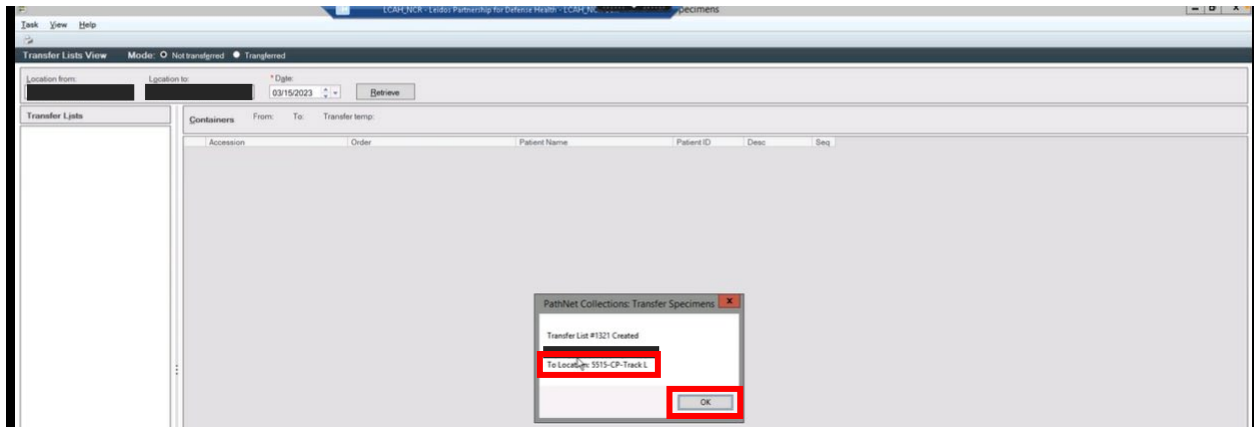 LCAH_NCR - Leidos Partnership for Defense Health - LCAH_NC
pecimens
Task View Help
Transfer Lists View Mode: Not transferred Transferred
Location from: Location to: *Date:
03/15/2023 Retrieve
Transfer Lists
Containers From: To: Transfer temp:
Accession Order Patient Name Patient ID Desc Seq
PathNet Collections: Transfer Specimens x
Transfer List #1321 Created
To Location: 5515-CP-Track L
OK